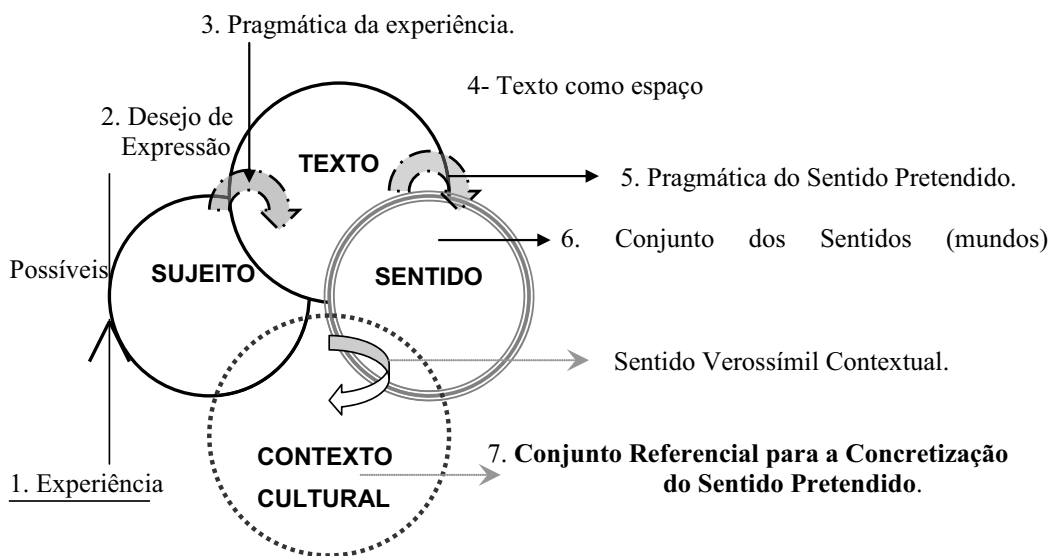 3. Pragmática da experiência.
4- Texto como espaço
2. Desejo de
Expressão
TEXTO
5. Pragmática do Sentido Pretendido.
6. Conjunto dos Sentidos (mundos)
Possíveis
SUJEITO
SENTIDO
Sentido Verossímil Contextual.
CONTEXTO
CULTURAL
7. Conjunto Referencial para a Concretização
do Sentido Pretendido.
1. Experiência